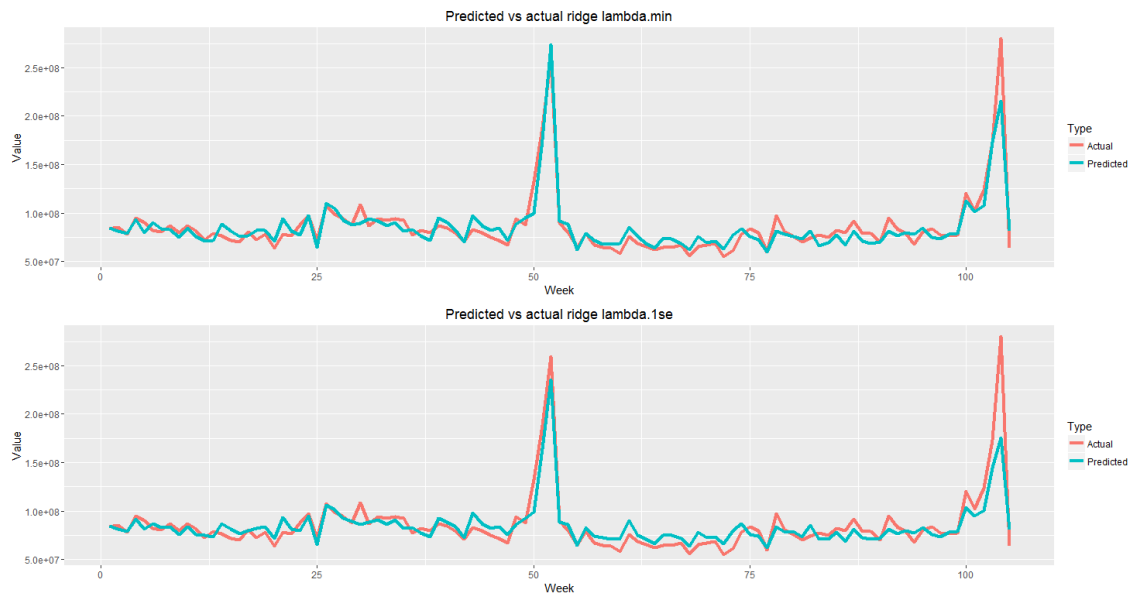 Predicted vs actual ridge lambda.min
Value
2.5e+08
2.0e+08
1.5e+08
1.0e+08
5.0e+07
0 25 50 75 100
Week
Type
Actual
Predicted
Predicted vs actual ridge lambda.1se
Value
2.5e+08
2.0e+08
1.5e+08
1.0e+08
5.0e+07
0 25 50 75 100
Week
Type
Actual
Predicted